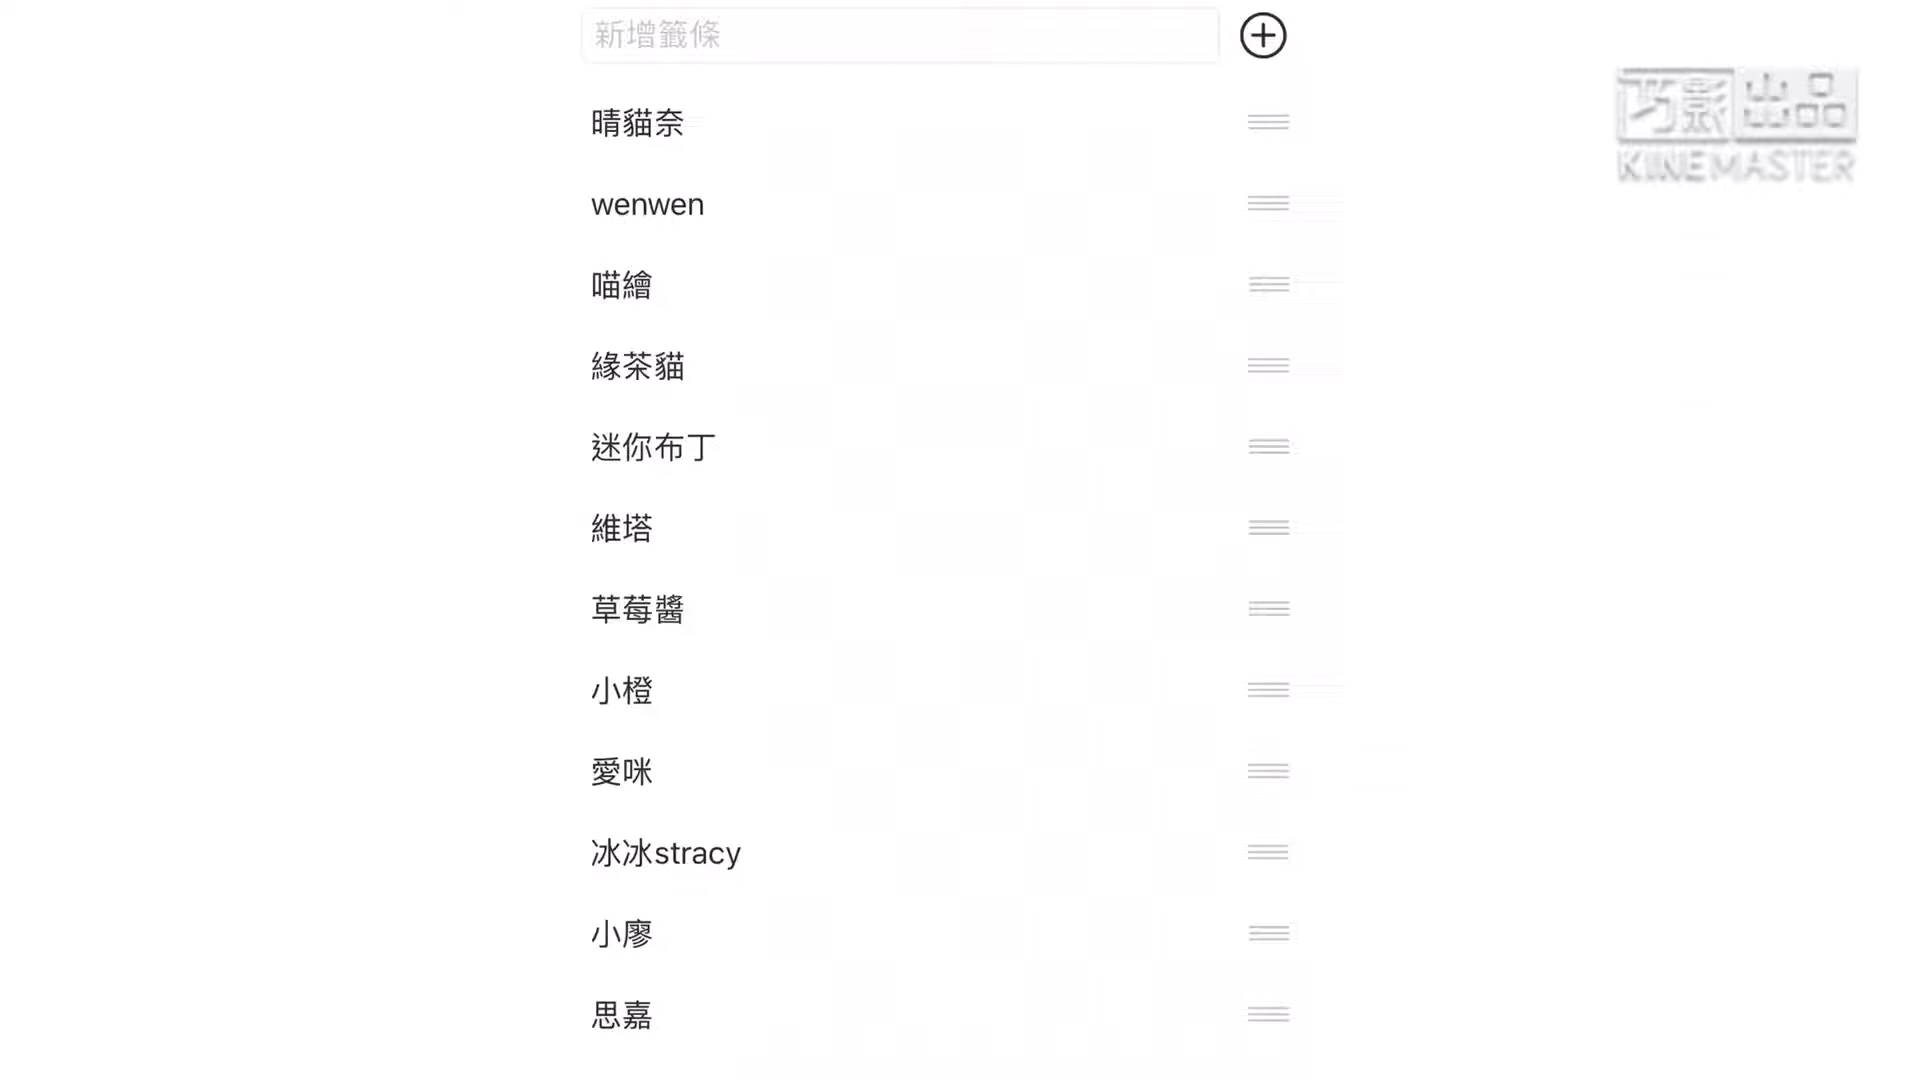 新增籤條
晴貓奈
wenwen
喵繪
緣茶貓
迷你布丁
維塔
草莓醬
小橙
愛咪
冰冰stracy
小廖
思嘉
巧影出品
KINEMASTER